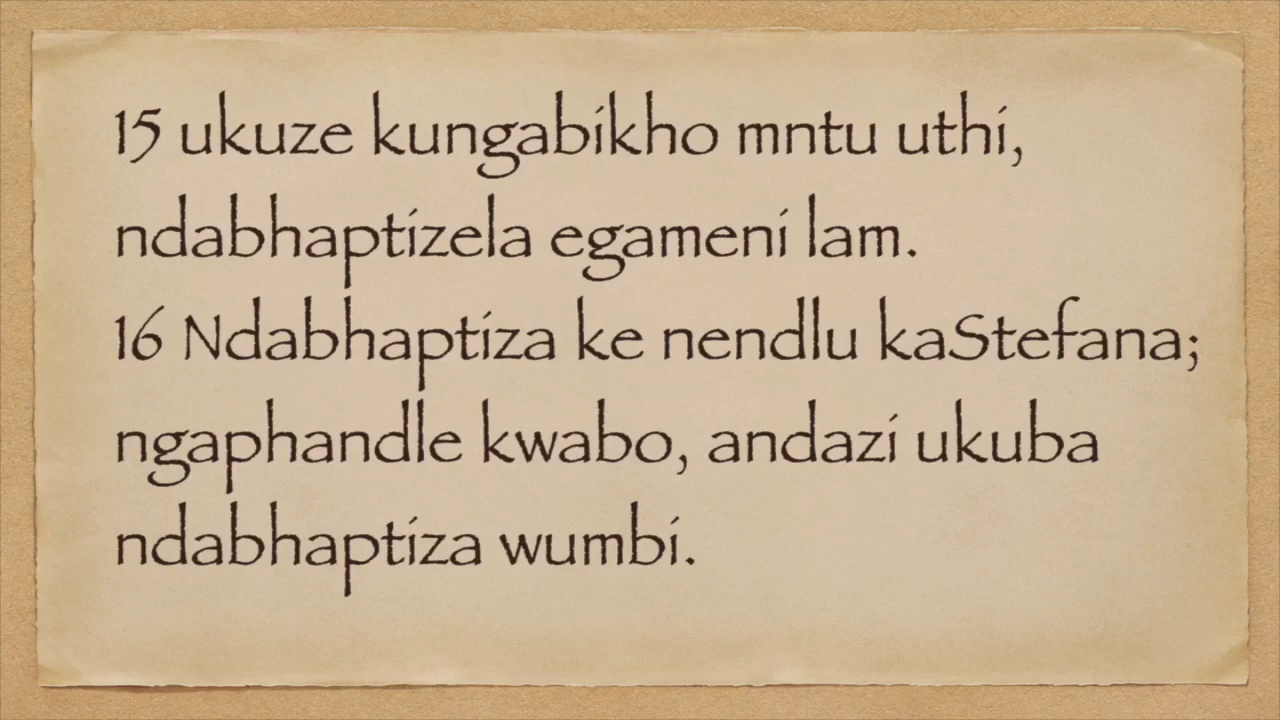 15 ukuze kungabikho mntu uthi,
ndabhaptizela egameni lam.
16 Ndabhaptiza ke nendlu kaStefana;
ngaphandle kwabo, andazi ukuba
ndabhaptiza wumbi.